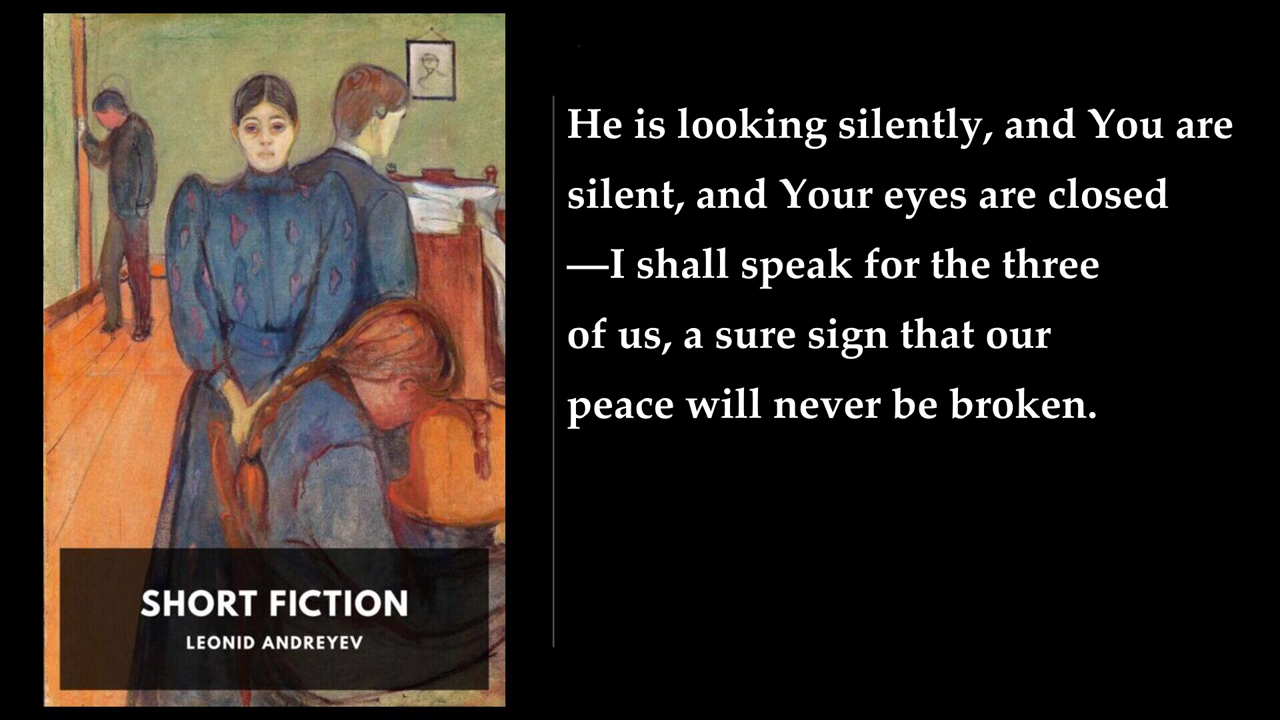 SHORT FICTION
LEONID ANDREYEV
He is looking silently, and You are
silent, and Your eyes are closed
—I shall speak for the three
of us, a sure sign that our
peace will never be broken.